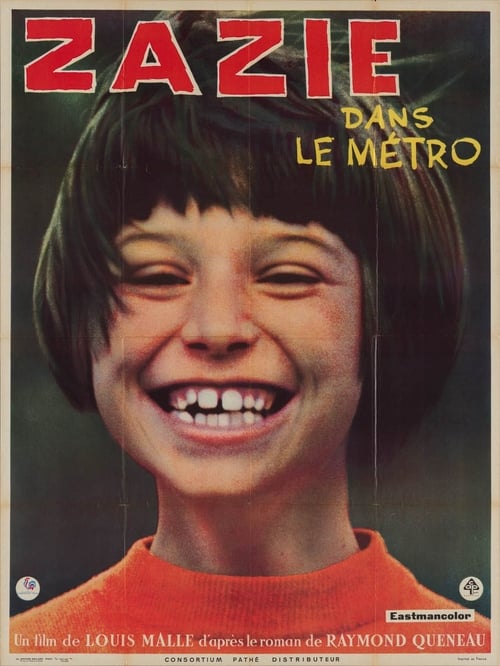 ZAZIE
DANS
LE MÉTRO
Eastmancolor
Un film de LOUIS MALLE d'après le roman de RAYMOND QUENEAU
CONSORTIUM PATHÉ DISTRIBUTEUR